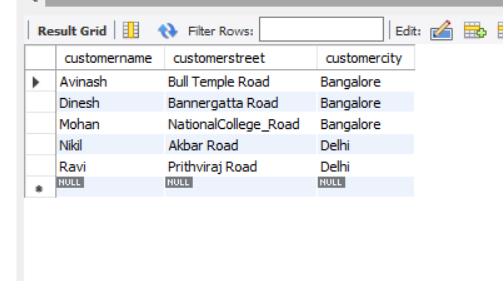 Result Grid Filter Rows: Edit:
customername customerstreet customercity
Avinash Bull Temple Road Bangalore
Dinesh Bannergatta Road Bangalore
Mohan NationalCollege_Road Bangalore
Nikil Akbar Road Delhi
Ravi Prithviraj Road Delhi
NULL NULL NULL